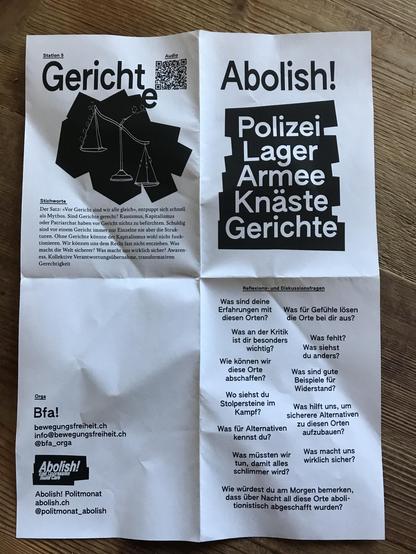 Station 5
Audio
Gerichte
Stichworte
Der Satz: «Vor Gericht sind wir alle gleich», entpuppt sich schnell
als Mythos. Sind Gerichte gerecht? Rassismus, Kapitalismus
oder Patriarchat haben vor Gericht nichts zu befürchten. Schuldig
sind vor einem Gericht immer nur Einzelne nie aber die Struk-
turen. Ohne Gerichte könnte der Kapitalismus wohl nicht funk-
tionieren. Wir können uns dem Recht fast nicht entziehen. Was
macht die Welt sicherer? Was macht uns wirklich sicher? Awaren-
ess, Kollektive Verantwortungsübernahme, transformativen
Gerechtigkeit
Abolish!
Polizei
Lager
Armee
Knäste
Gerichte
Orga
Bfa!
bewegungsfreiheit.ch
info@bewegungsfreiheit.ch
@bfa_orga
Abolish!
Abolish! Politmonat
abolish.ch
@politmonat_abolish
Reflexions- und Diskussionsfragen
Was sind deine
Erfahrungen mit
diesen Orten?
Was für Gefühle lösen
die Orte bei dir aus?
Was an der Kritik
ist dir besonders
wichtig?
Was fehlt?
Was siehst
du anders?
Wie können wir
diese Orte
abschaffen?
Was sind gute
Beispiele für
Widerstand?
Wo siehst du
Stolpersteine im
Kampf?
Was hilft uns, um
sicherere Alternativen
zu diesen Orten
aufzubauen?
Was für Alternativen
kennst du?
Was müssten wir
tun, damit alles
schlimmer wird?
Was macht uns
wirklich sicher?
Wie würdest du am Morgen bemerken,
dass über Nacht all diese Orte aboli-
tionistisch abgeschafft wurden?